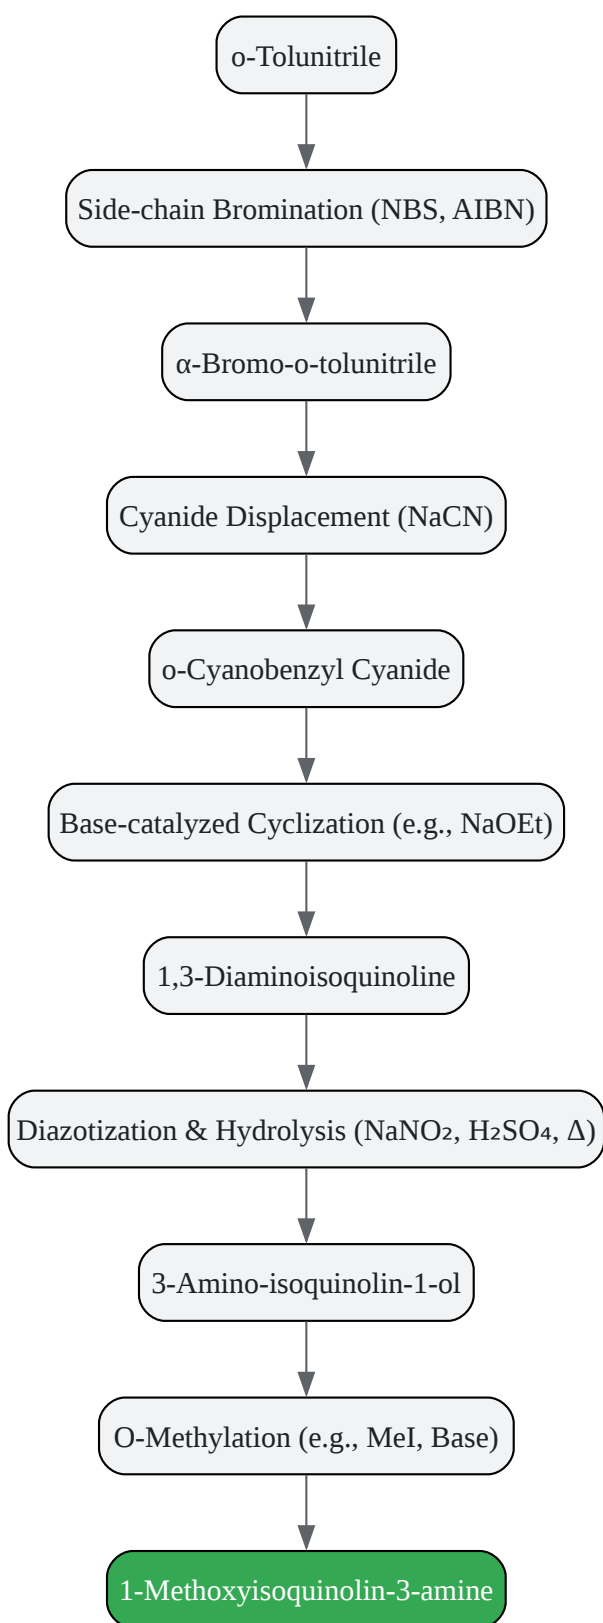 o-Tolunitrile
Side-chain Bromination (NBS, AIBN)
α-Bromo-o-tolunitrile
Cyanide Displacement (NaCN)
o-Cyanobenzyl Cyanide
Base-catalyzed Cyclization (e.g., NaOEt)
1,3-Diaminoisoquinoline
Diazotization & Hydrolysis (NaNO₂, H₂SO₄, Δ)
3-Amino-isoquinolin-1-ol
O-Methylation (e.g., MeI, Base)
1-Methoxyisoquinolin-3-amine